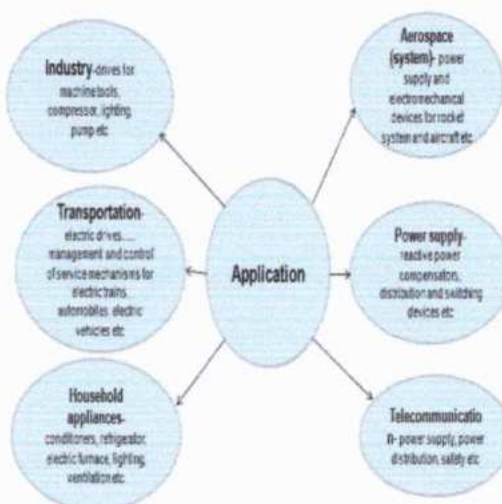 Industry-drives for
machine tools,
compressor, lighting,
pump etc
Aerospace
(system)- power
supply and
electromechanical
devices for rocket
system and aircraft etc
Transportation-
electric drives.....
management and control
of service mechanisms for
electric trains,
automobiles, electric
vehicles etc
Application
Power supply-
reactive power
compensators,
distribution and switching
devices etc
Household
appliances-
conditioners, refrigerator,
electric furnace, lighting,
ventilation etc.
Telecommunicatio
n- power supply, power
distribution, safety etc